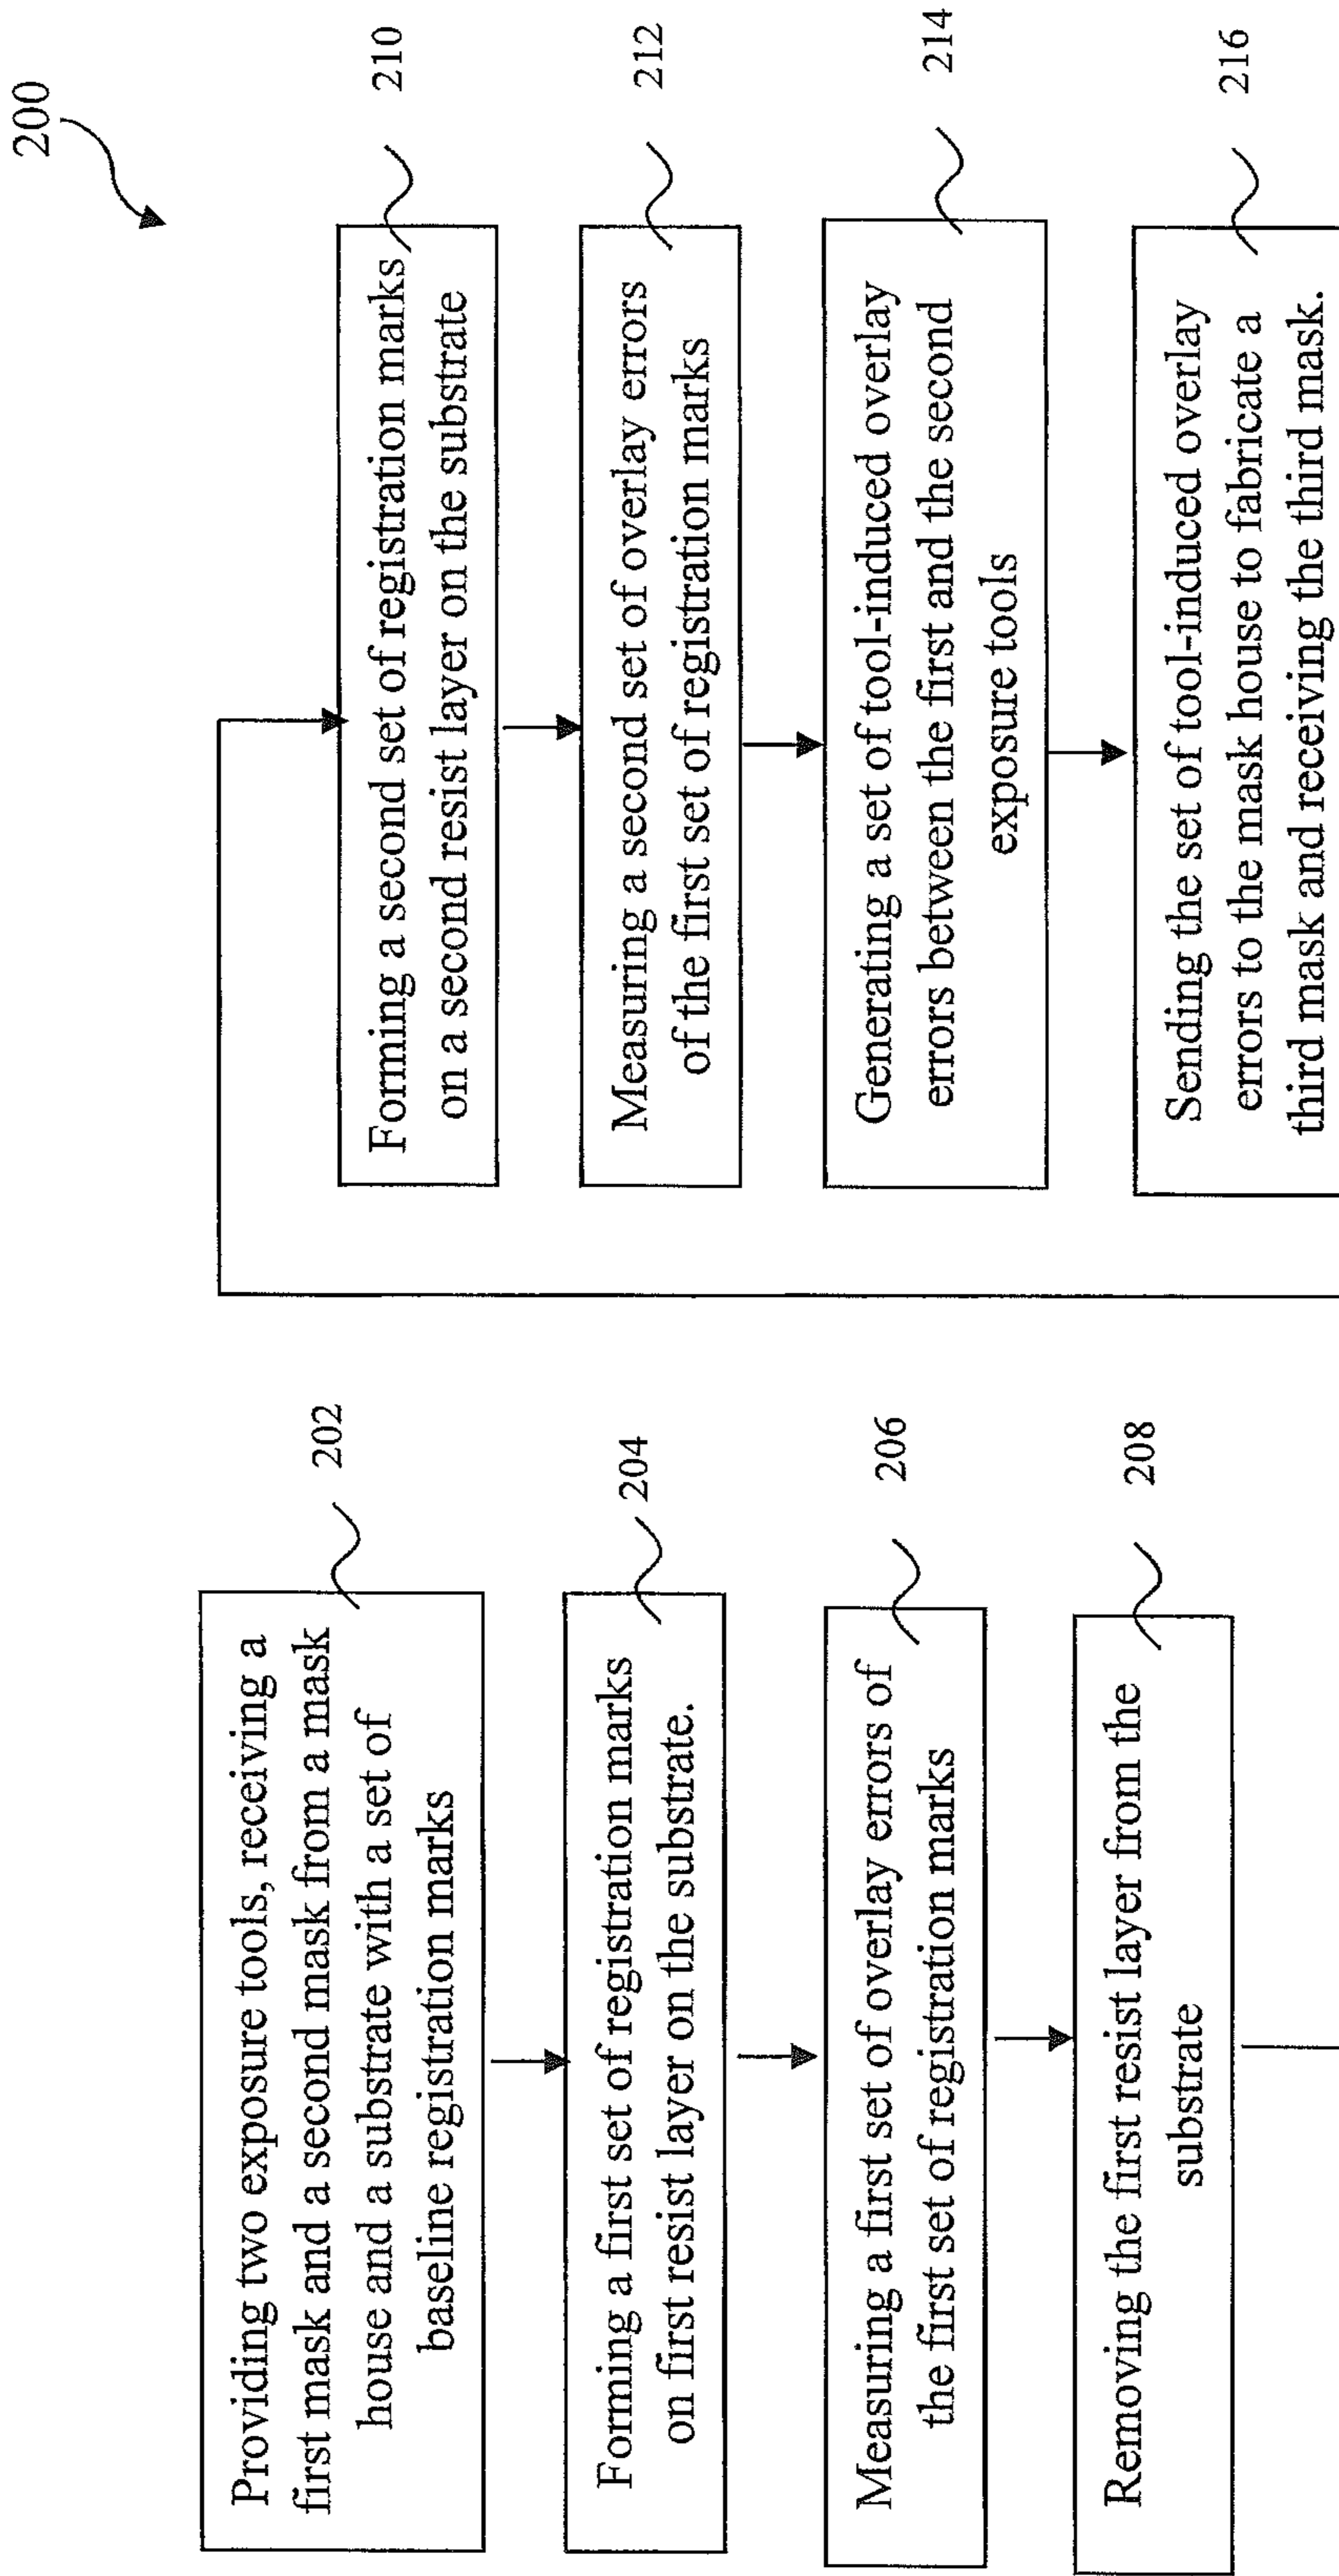 200
Providing two exposure tools, receiving a
first mask and a second mask from a mask
house and a substrate with a set of
baseline registration marks
202
Forming a first set of registration marks
on first resist layer on the substrate.
204
Measuring a first set of overlay errors of
the first set of registration marks
206
Removing the first resist layer from the
substrate
208
Forming a second set of registration marks
on a second resist layer on the substrate
210
Measuring a second set of overlay errors
of the first set of registration marks
212
Generating a set of tool-induced overlay
errors between the first and the second
exposure tools
214
Sending the set of tool-induced overlay
errors to the mask house to fabricate a
third mask and receiving the third mask.
216